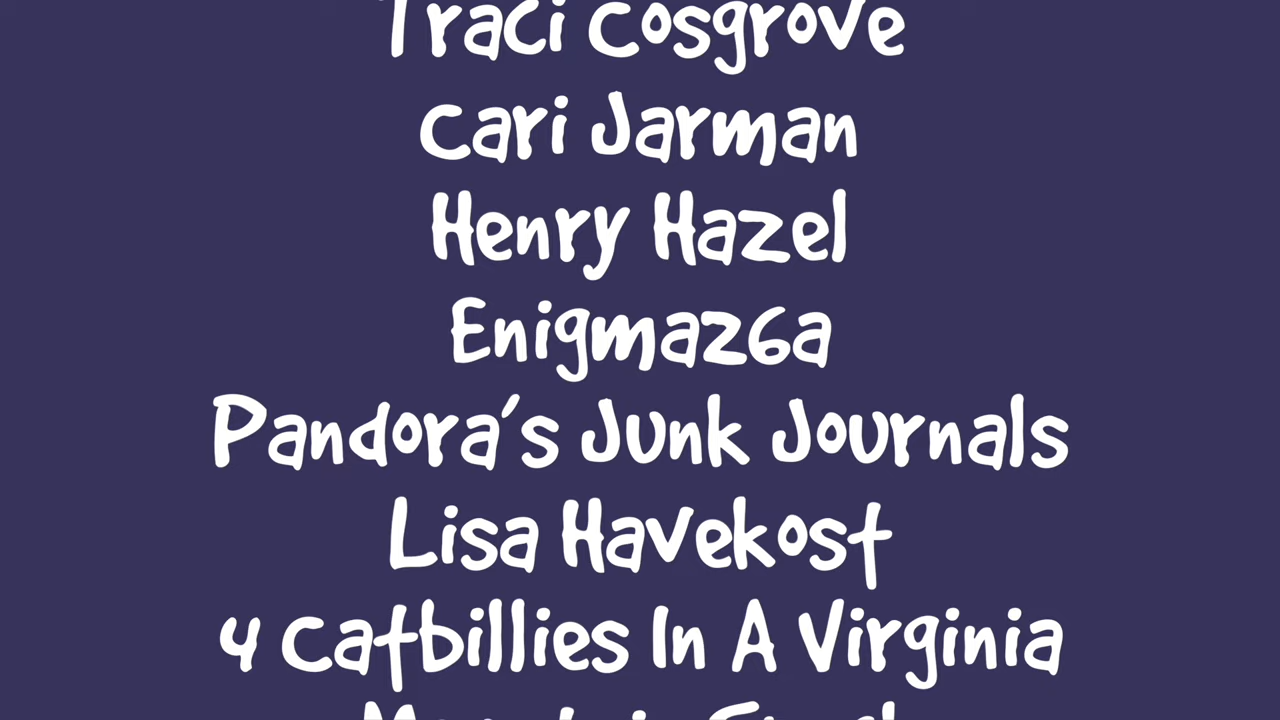 Traci Cosgrove
Cari Jarman
Henry Hazel
Enigma26a
Pandora's Junk Journals
Lisa Havekost
4 Catbillies In A Virginia